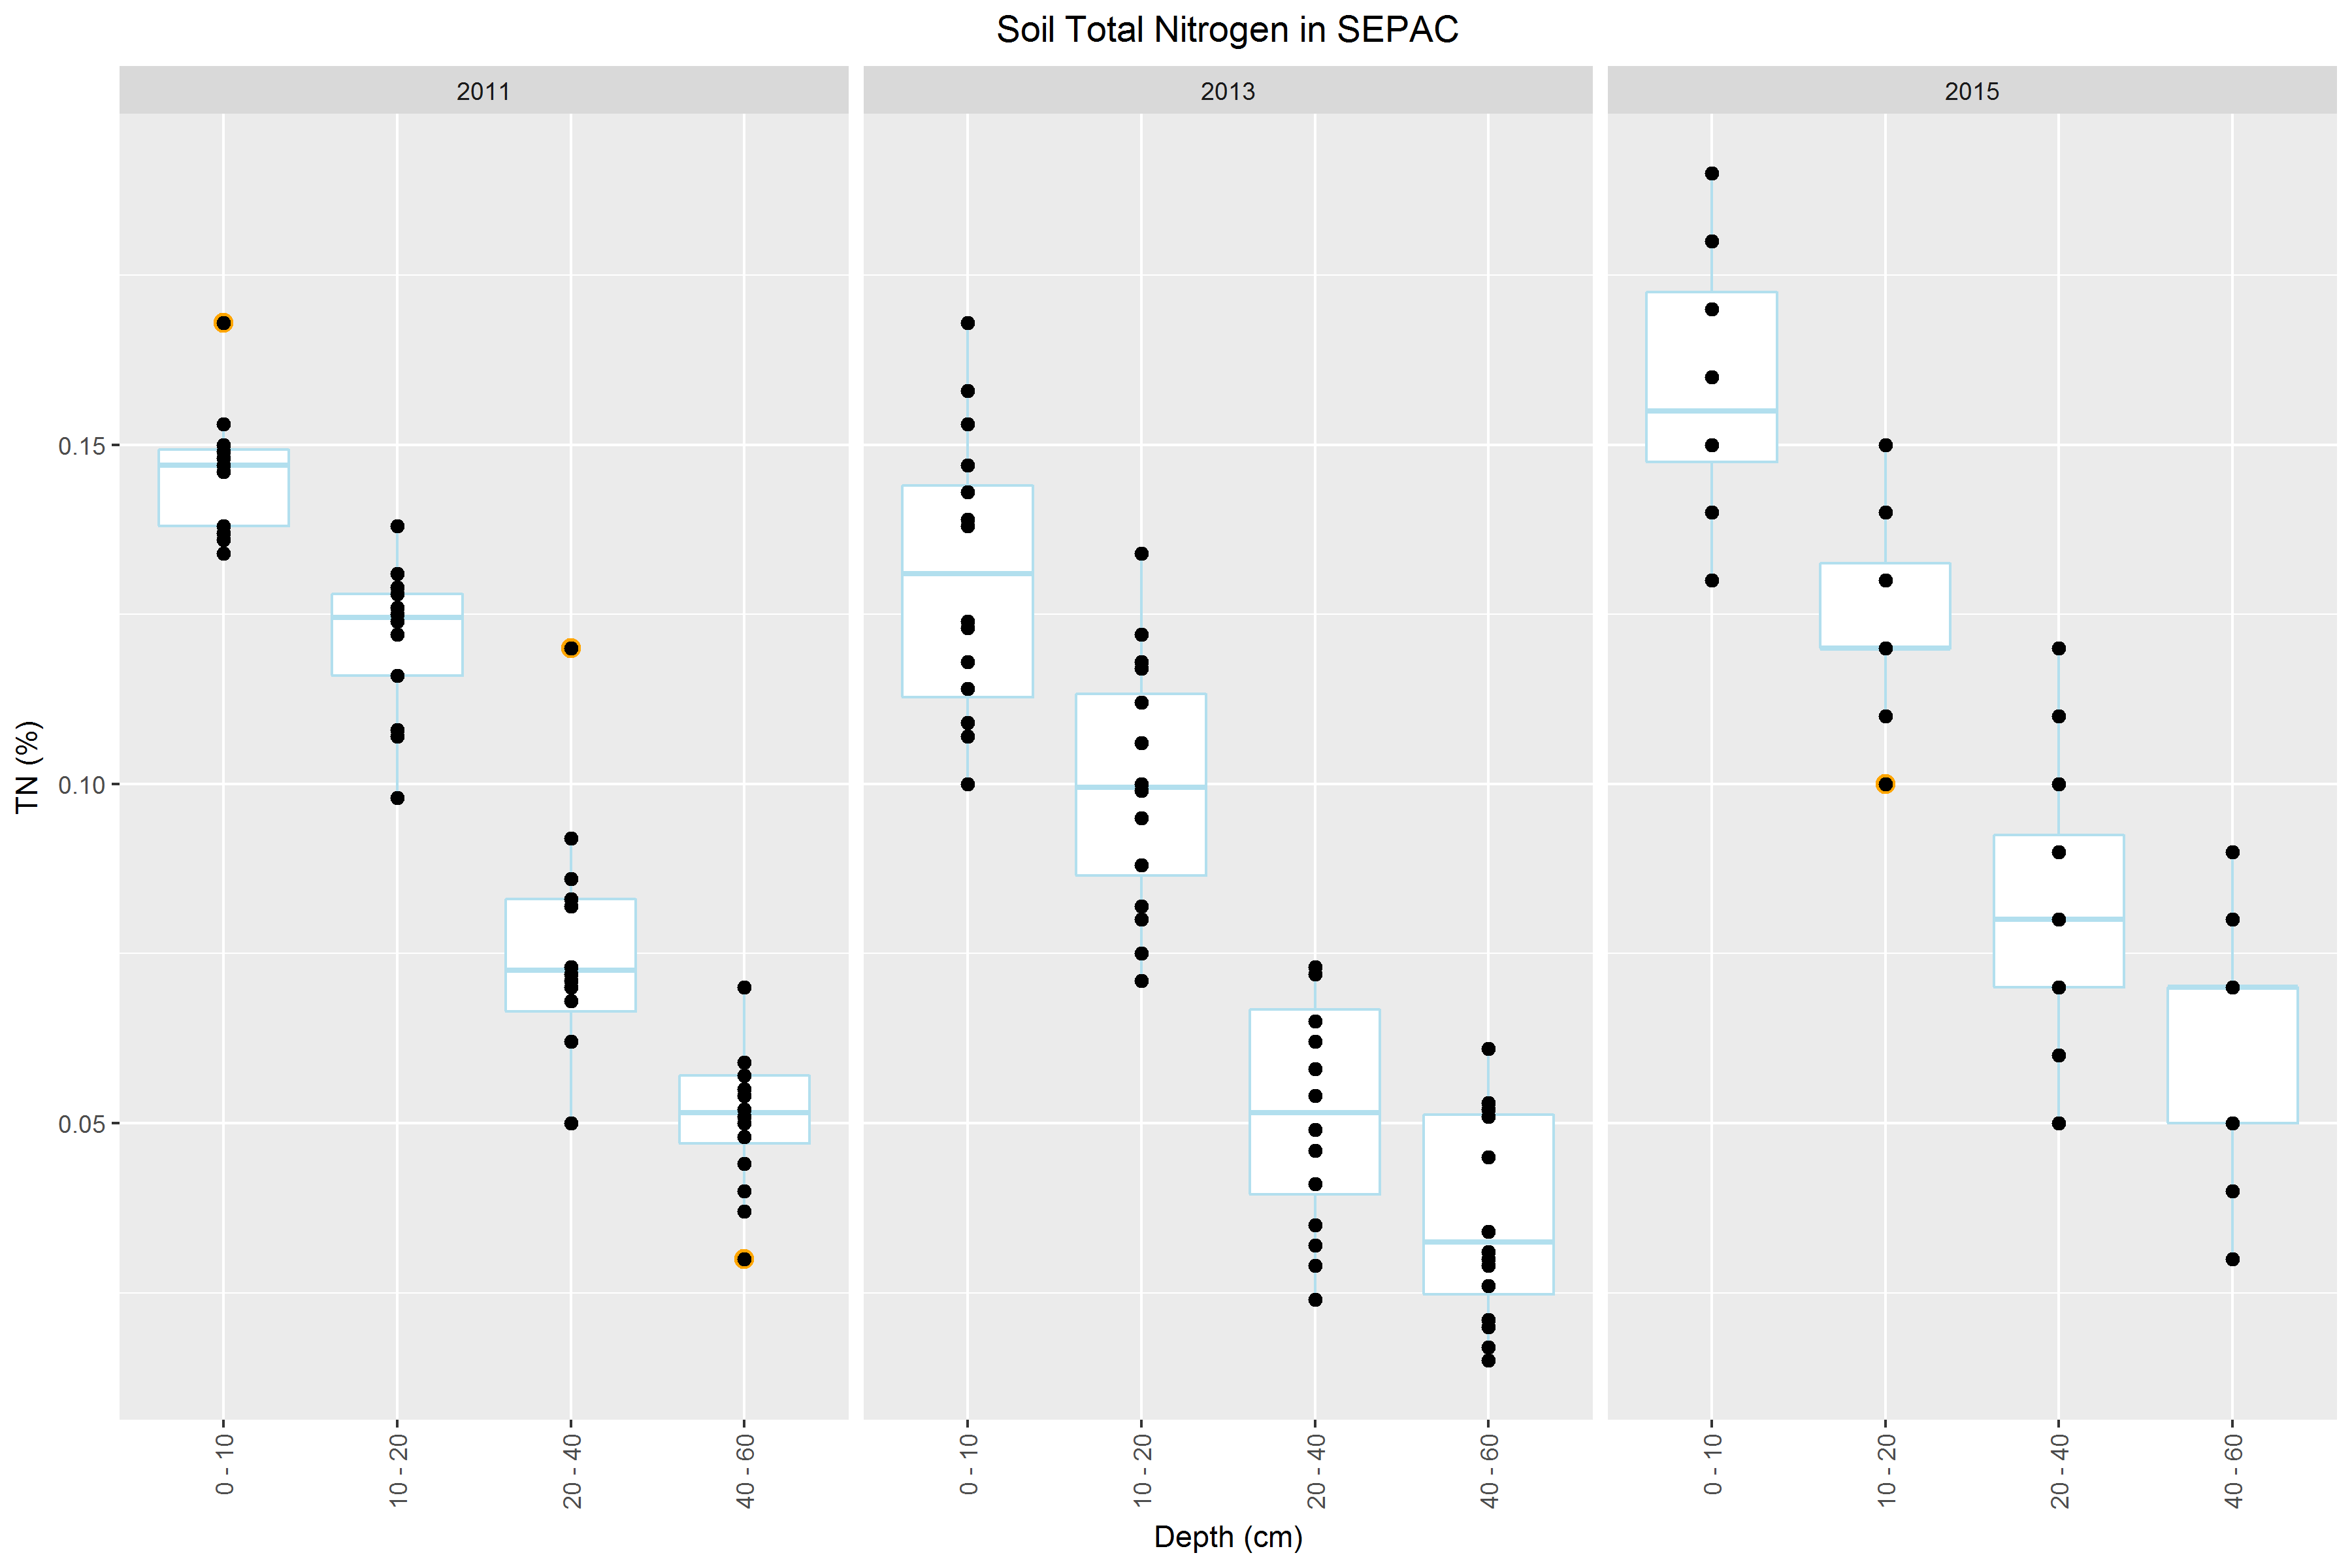 Soil Total Nitrogen in SEPAC
2011 2013 2015
TN (%)
0.15
0.10
0.05
0 - 10 10 - 20 20 - 40 40 - 60 0 - 10 10 - 20 20 - 40 40 - 60 0 - 10 10 - 20 20 - 40 40 - 60
Depth (cm)